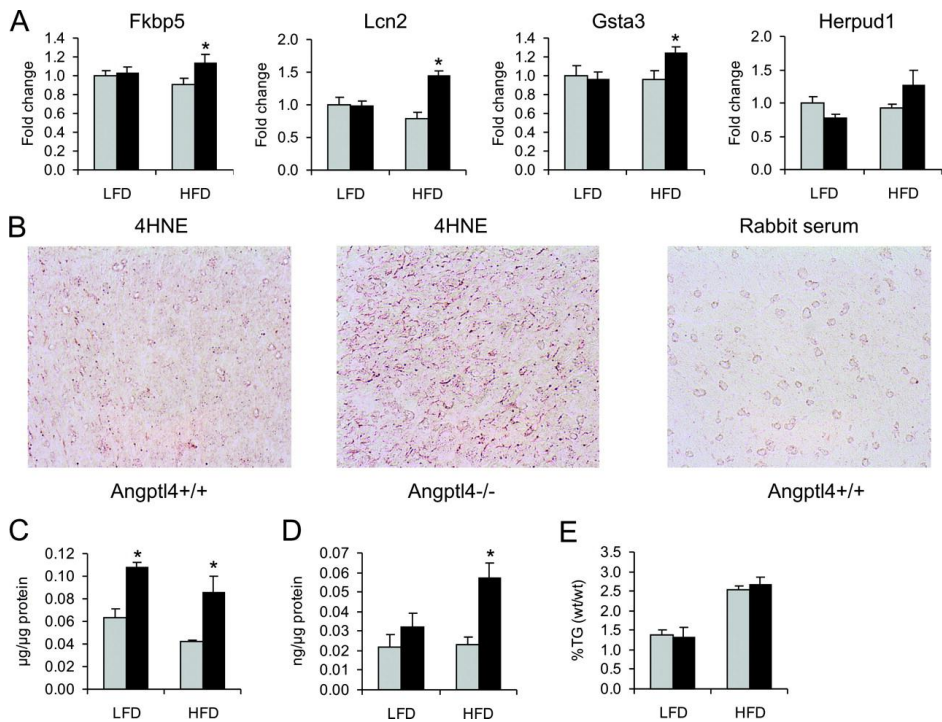 A
Fkbp5
Fold change
1.4
1.2
1.0
0.8
0.6
0.4
0.2
0.0
*
LFD HFD
Lcn2
Fold change
2.0
1.5
1.0
0.5
0.0
*
LFD HFD
Gsta3
Fold change
1.4
1.2
1.0
0.8
0.6
0.4
0.2
0.0
*
LFD HFD
Herpud1
Fold change
2.0
1.5
1.0
0.5
0.0
LFD HFD
B
4HNE 4HNE Rabbit serum
Angptl4+/+ Angptl4-/- Angptl4+/+
C
µg/µg protein
0.12
0.10
0.08
0.06
0.04
0.02
0.00
* *
LFD HFD
D
ng/µg protein
0.07
0.06
0.05
0.04
0.03
0.02
0.01
0.00
*
LFD HFD
E
%TG (wt/wt)
3.5
3.0
2.5
2.0
1.5
1.0
0.5
0.0
LFD HFD